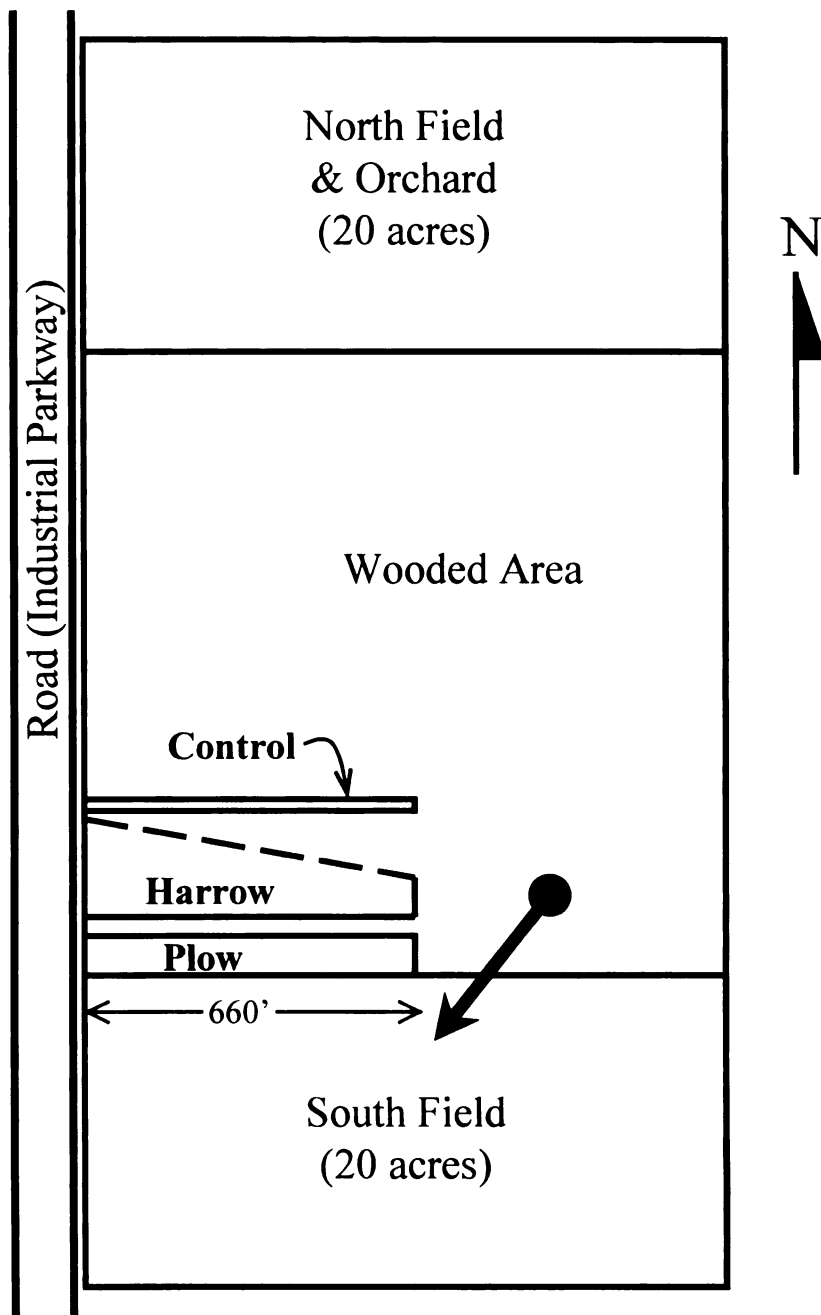 North Field
& Orchard
(20 acres)
N
Road (Industrial Parkway)
Wooded Area
Control
Harrow
Plow
660’
South Field
(20 acres)